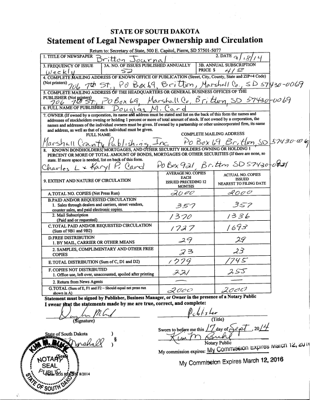 STATE OF SOUTH DAKOTA
Statement of Legal Newspaper Ownership and Circulation
Return to: Secretary of State, 500 E. Capitol, Pierre, SD 57501-5077
1. TITLE OF NEWSPAPER Britton Journal 2. DATE
3. FREQUENCY OF ISSUE 3A. NO. OF ISSUES PUBLISHED ANNUALLY 3B. ANNUAL SUBSCRIPTION
Weekly 52 PRICE $
4. COMPLETE MAILING ADDRESS OF KNOWN OFFICE OF PUBLICATION (Street, City, County, State and ZIP+4 Code)
(Not printers) 706 7th ST, PO Box 69, Britton, Marshall Co, SD 57430-0069
5. COMPLETE MAILING ADDRESS OF THE HEADQUARTERS OR GENERAL BUSINESS OFFICES OF THE
PUBLISHER (Not printers)
706 7th ST, PO Box 69, Marshall Co, Britton, SD 57430-0069
6. FULL NAME OF PUBLISHER: Douglas M. Card
7. OWNER (If owned by a corporation, its name and address must be stated and list on the back of this form the names and
addresses of stockholders owning or holding 1 percent or more of total amount of stock. If not owned by a corporation, the
names and addresses of the individual owners must be given. If owned by a partnership or other unincorporated firm, its name
and address, as well as that of each individual must be given.
FULL NAME COMPLETE MAILING ADDRESS
Marshall County Publishing, Inc PO Box 69 Britton, SD 57430
8. KNOWN BONDHOLDERS, MORTGAGEES, AND OTHER SECURITY HOLDERS OWNING OR HOLDING 1
PERCENT OR MORE OF TOTAL AMOUNT OF BONDS, MORTGAGES OR OTHER SECURITIES (If there are none, so
state. If more space is needed, list on back of this form.
Charles L & Karyl P Card PO Box 921 Britton SD 57430-0921
9. EXTENT AND NATURE OF CIRCULATION AVERAGE NO. COPIES EACH ISSUED PRECEDING 12 MONTHS ACTUAL NO. COPIES ISSUED NEAREST TO FILING DATE
A. TOTAL NO. COPIES (Net Press Run) 2000 2000
B. PAID AND/OR REQUESTED CIRCULATION
1. Sales through dealers and carriers, street vendors, counter sales, and paid electronic copies 357 357
2. Mail Subscription (Paid and or requested) 1370 1336
C. TOTAL PAID AND/OR REQUESTED CIRCULATION (Sum of 9B1 and 9B2) 1727 1693
D. FREE DISTRIBUTION
1. BY MAIL, CARRIER OR OTHER MEANS 29 29
2. SAMPLES, COMPLIMENTARY AND OTHER FREE COPIES 23 23
E. TOTAL DISTRIBUTION (Sum of C, D1 and D2) 1779 1745
F. COPIES NOT DISTRIBUTED
1. Office use, left over, unaccounted, spoiled after printing 221 255
2. Return from News Agents
G. TOTAL (Sum of E, F1 and F2 - Should equal net press run shown in A) 2000 2000
Statement must be signed by Publisher, Business Manager, or Owner in the presence of a Notary Public
I swear that the statements made by me are true, correct, and complete:
Publisher
(Signature) (Title)
State of South Dakota Sworn to before me this 17 day of Sept, 2014
Marshall
Notary Public
My commission expires: My Commission Expires March 12, 2016
My Commission Expires March 12, 2016
NOTARY
SEAL
PUBLIC
STATE OF SOUTH DAKOTA